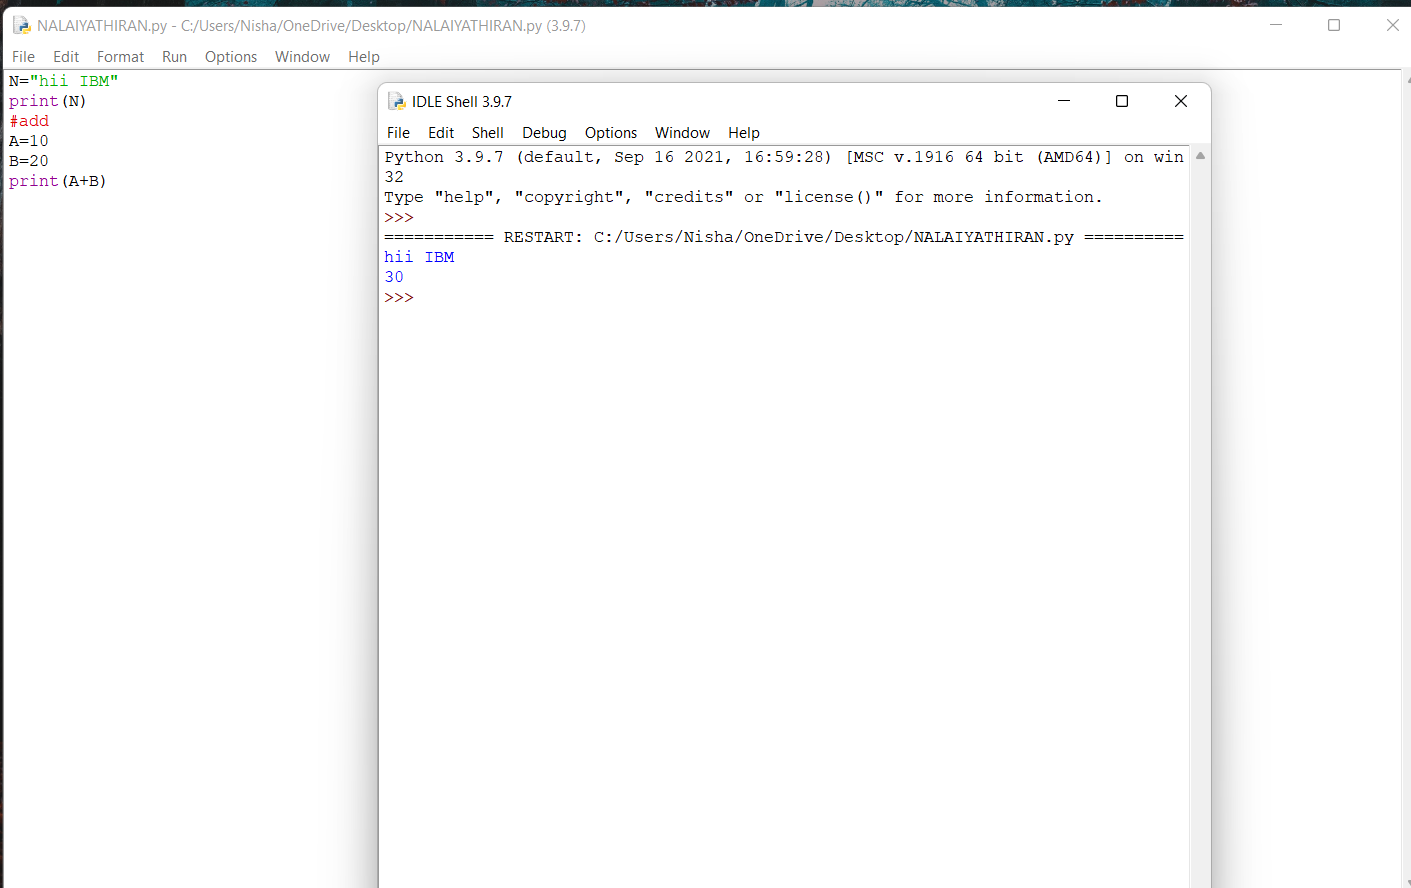 NALAIYATHIRAN.py - C:/Users/Nisha/OneDrive/Desktop/NALAIYATHIRAN.py (3.9.7)
File Edit Format Run Options Window Help
N="hii IBM"
print(N)
#add
A=10
B=20
print(A+B)
IDLE Shell 3.9.7
File Edit Shell Debug Options Window Help
Python 3.9.7 (default, Sep 16 2021, 16:59:28) [MSC v.1916 64 bit (AMD64)] on win
32
Type "help", "copyright", "credits" or "license()" for more information.
>>>
=========== RESTART: C:/Users/Nisha/OneDrive/Desktop/NALAIYATHIRAN.py ==========
hii IBM
30
>>>